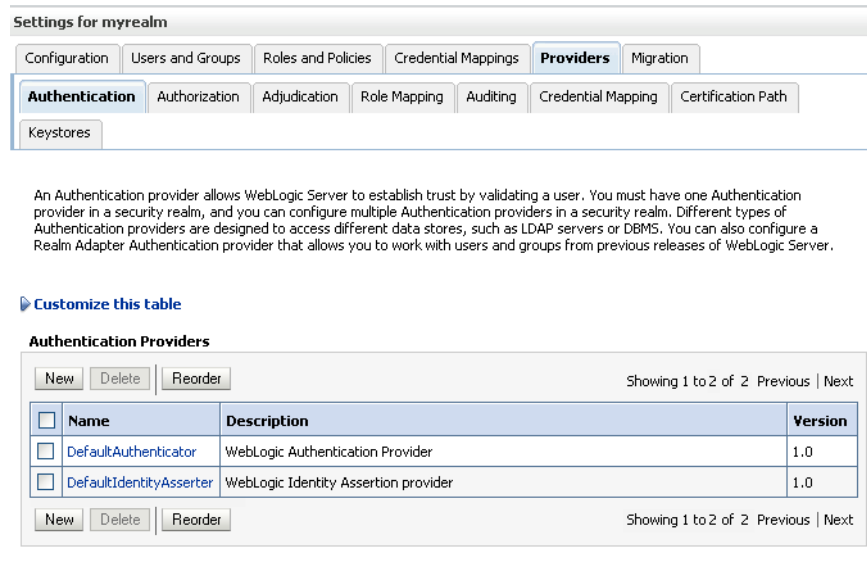 Settings for myrealm
Configuration Users and Groups Roles and Policies Credential Mappings Providers Migration
Authentication Authorization Adjudication Role Mapping Auditing Credential Mapping Certification Path
Keystores
An Authentication provider allows WebLogic Server to establish trust by validating a user. You must have one Authentication
provider in a security realm, and you can configure multiple Authentication providers in a security realm. Different types of
Authentication providers are designed to access different data stores, such as LDAP servers or DBMS. You can also configure a
Realm Adapter Authentication provider that allows you to work with users and groups from previous releases of WebLogic Server.
Customize this table
Authentication Providers
New Delete Reorder Showing 1 to 2 of 2 Previous | Next
Name Description Version
DefaultAuthenticator WebLogic Authentication Provider 1.0
DefaultIdentityAsserter WebLogic Identity Assertion provider 1.0
New Delete Reorder Showing 1 to 2 of 2 Previous | Next